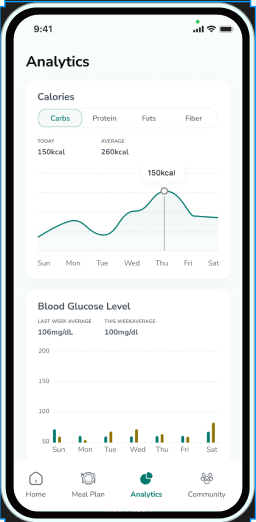 9:41
Analytics
Calories
Carbs Protein Fats Fiber
TODAY AVERAGE
150kcal 260kcal
150kcal
Sun Mon Tue Wed Thu Fri Sat
Blood Glucose Level
LAST WEEK AVERAGE THIS WEEKAVERAGE
106mg/dL 100mg/dl
200
150
100
50
Sun Mon Tue Wed Thu Fri Sat
Home Meal Plan Analytics Community